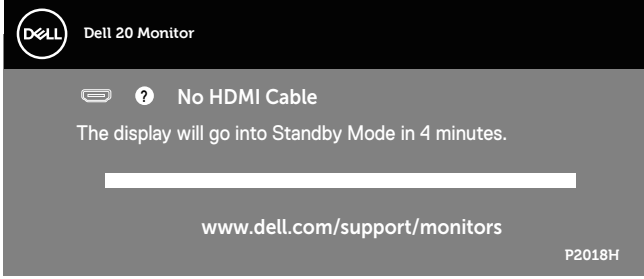 DELL
Dell 20 Monitor
? No HDMI Cable
The display will go into Standby Mode in 4 minutes.
www.dell.com/support/monitors
P2018H